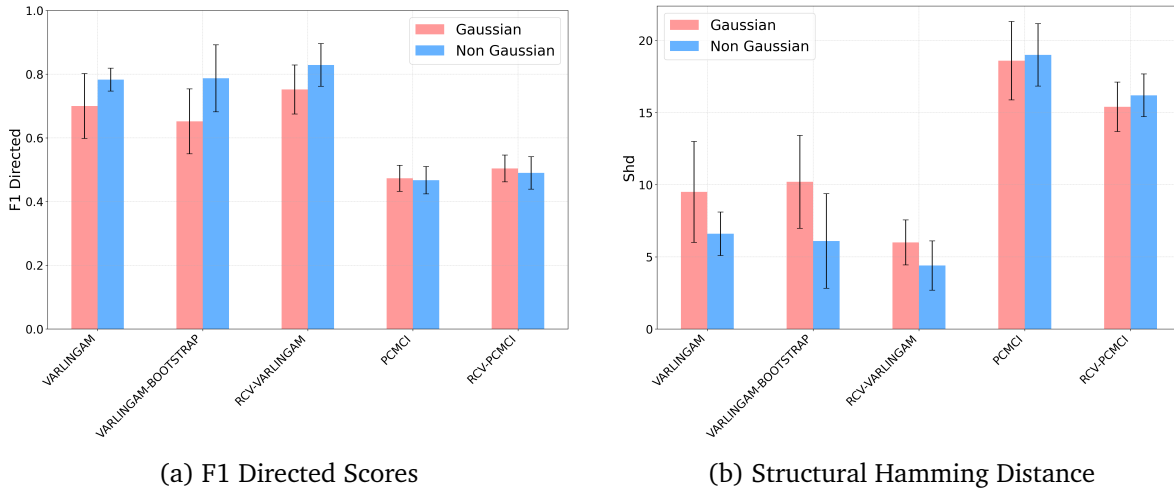 F1 Directed
1.0
0.8
0.6
0.4
0.2
0.0
Gaussian
Non Gaussian
VARLINGAM
VARLINGAM-BOOTSTRAP
RCV-VARLINGAM
PCMCI
RCV-PCMCI
(a) F1 Directed Scores
Shd
20
15
10
5
0
Gaussian
Non Gaussian
VARLINGAM
VARLINGAM-BOOTSTRAP
RCV-VARLINGAM
PCMCI
RCV-PCMCI
(b) Structural Hamming Distance